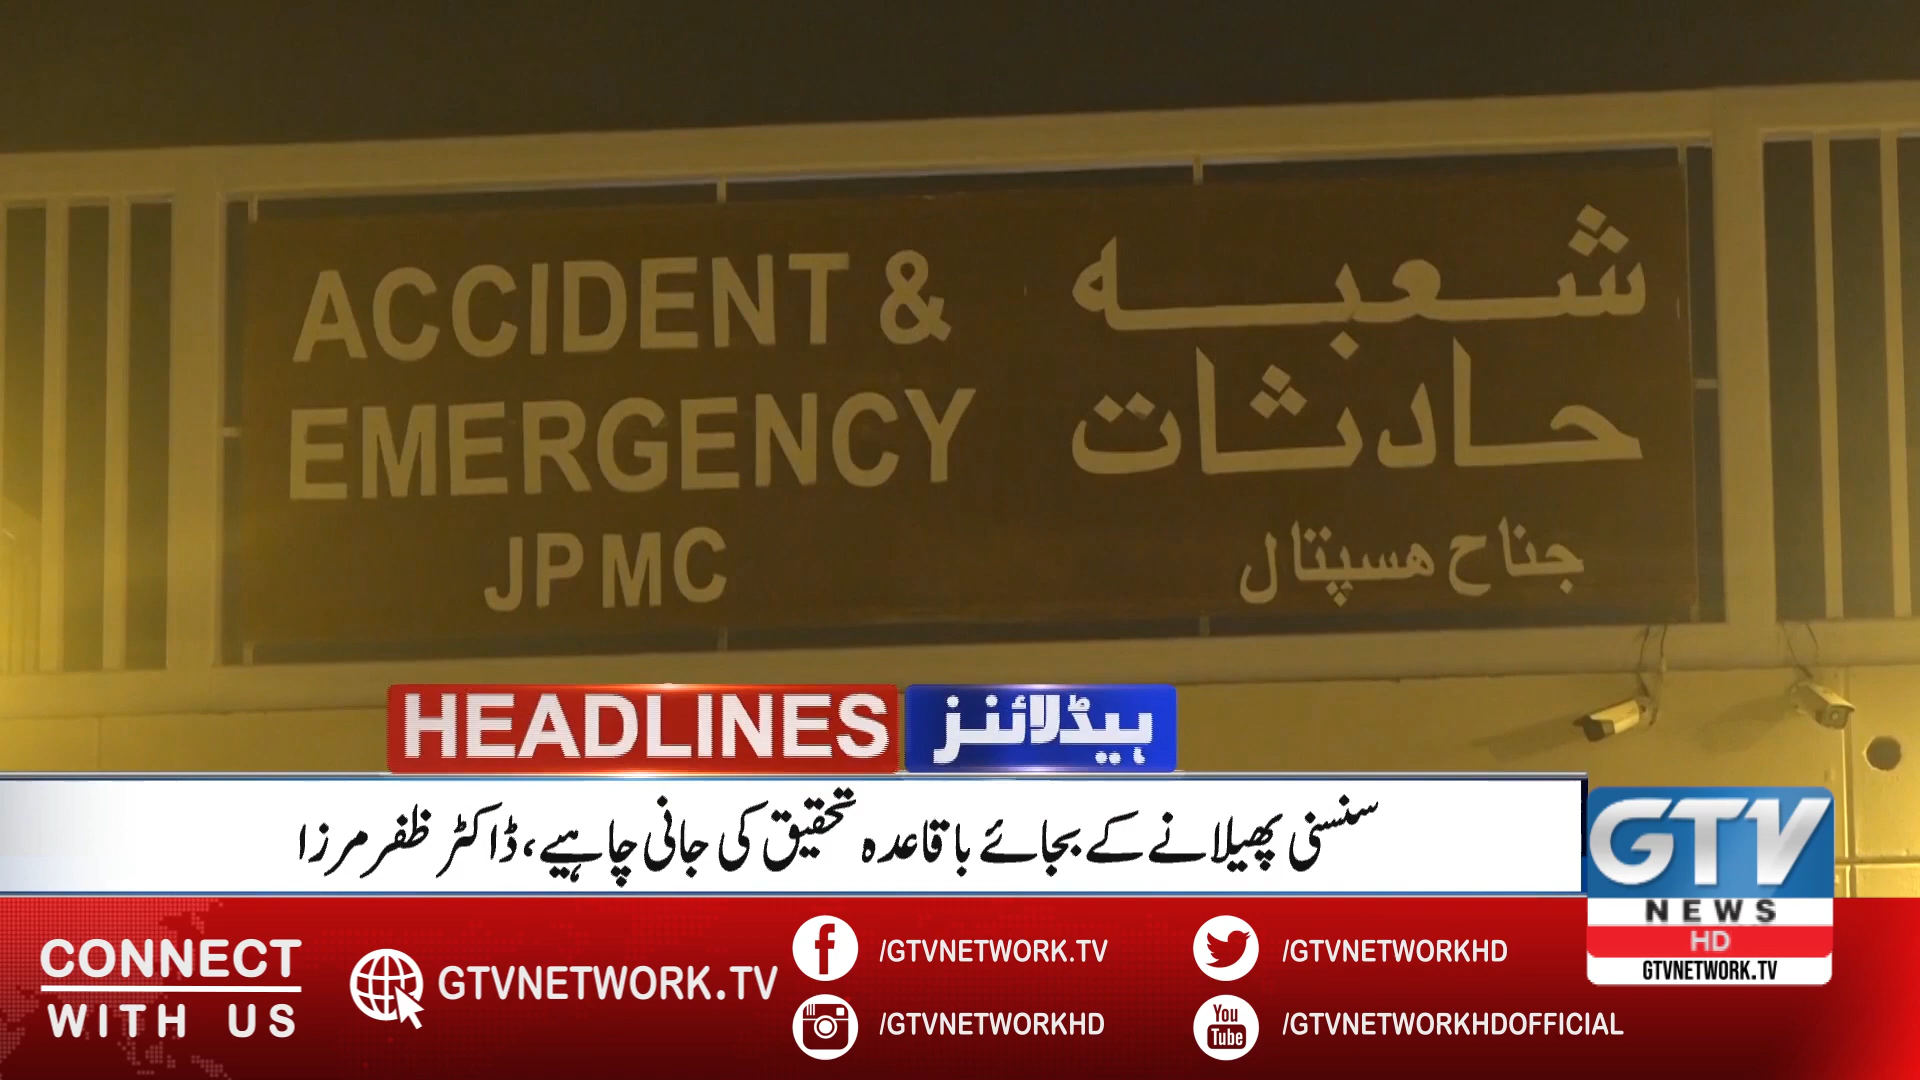 ACCIDENT &
EMERGENCY
JPMC
شعبہ
حادثات
جناح ھسپتال
HEADLINES
ہیڈلائنز
سنسنی پھیلانے کے بجائے باقاعدہ تحقیق کی جانی چاہیے، ڈاکٹر ظفر مرزا
GTV
NEWS
HD
GTVNETWORK.TV
CONNECT
WITH US
GTVNETWORK.TV
/GTVNETWORK.TV
/GTVNETWORKHD
/GTVNETWORKHD
You
Tube
/GTVNETWORKHDOFFICIAL